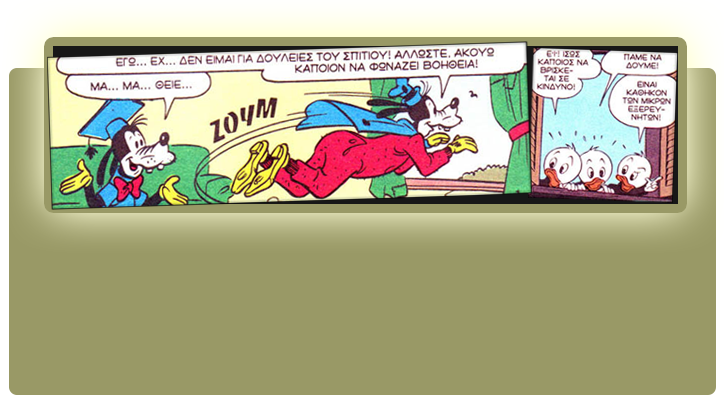 ΕΓΩ... ΕΧ... ΔΕΝ ΕΙΜΑΙ ΓΙΑ ΔΟΥΛΕΙΕΣ ΤΟΥ ΣΠΙΤΙΟΥ! ΑΛΛΩΣΤΕ, ΑΚΟΥΩ
ΚΑΠΟΙΟΝ ΝΑ ΦΩΝΑΖΕΙ ΒΟΗΘΕΙΑ!
ΜΑ... ΜΑ... ΘΕΙΕ...
ΖΟΥΜ
ΕΨ! ΙΣΩΣ
ΚΑΠΟΙΟΣ ΝΑ
ΒΡΙΣΚΕ-
ΤΑΙ ΣΕ
ΚΙΝΔΥΝΟ!
ΠΑΜΕ ΝΑ
ΔΟΥΜΕ!
ΕΙΝΑΙ
ΚΑΘΗΚΟΝ
ΤΩΝ ΜΙΚΡΩΝ
ΕΞΕΡΕΥ-
ΝΗΤΩΝ!